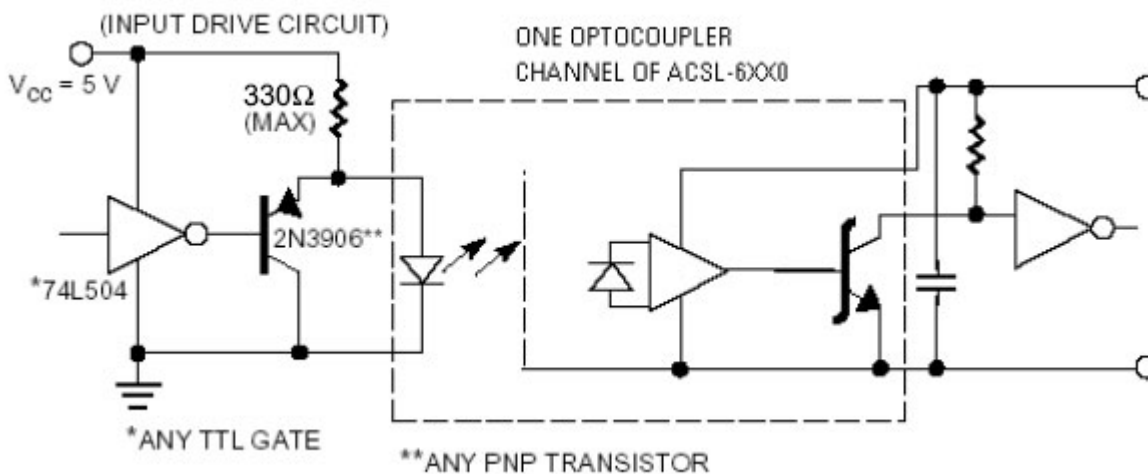 (INPUT DRIVE CIRCUIT)
V_CC = 5 V
330Ω
(MAX)
ONE OPTOCOUPLER
CHANNEL OF ACSL-6XX0
2N3906**
*74L504
*ANY TTL GATE
**ANY PNP TRANSISTOR